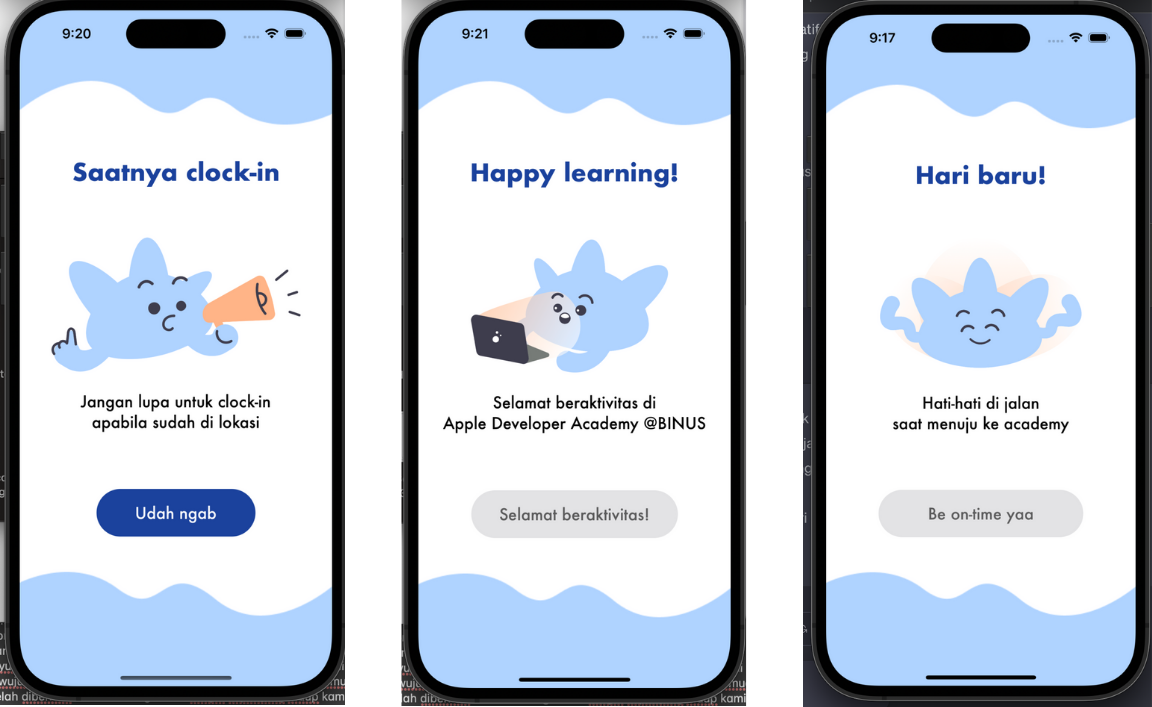 9:20
Saatnya clock-in
Jangan lupa untuk clock-in
apabila sudah di lokasi
Udah ngab
9:21
Happy learning!
Selamat beraktivitas di
Apple Developer Academy @BINUS
Selamat beraktivitas!
9:17
Hari baru!
Hati-hati di jalan
saat menuju ke academy
Be on-time yaa